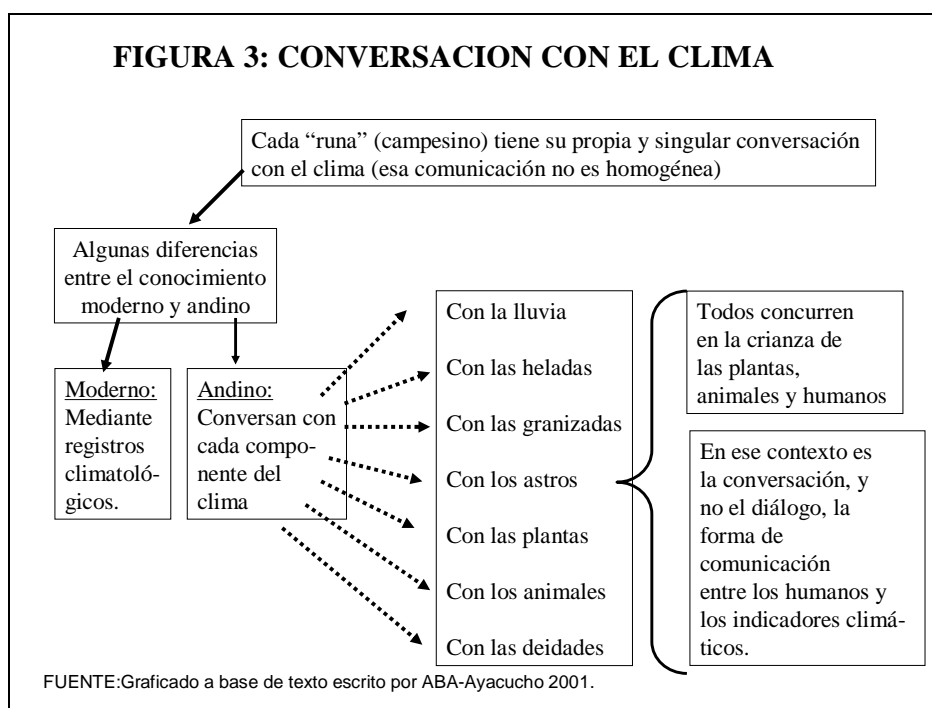 FIGURA 3: CONVERSACION CON EL CLIMA
Cada “runa” (campesino) tiene su propia y singular conversación
con el clima (esa comunicación no es homogénea)
Algunas diferencias
entre el conocimiento
moderno y andino
Moderno:
Mediante
registros
climatoló-
gicos.
Andino:
Conversan con
cada compo-
nente del
clima
Con la lluvia
Con las heladas
Con las granizadas
Con los astros
Con las plantas
Con los animales
Con las deidades
Todos concurren
en la crianza de
las plantas,
animales y humanos
En ese contexto es
la conversación, y
no el diálogo, la
forma de
comunicación
entre los humanos y
los indicadores climá-
ticos.
FUENTE:Graficado a base de texto escrito por ABA-Ayacucho 2001.